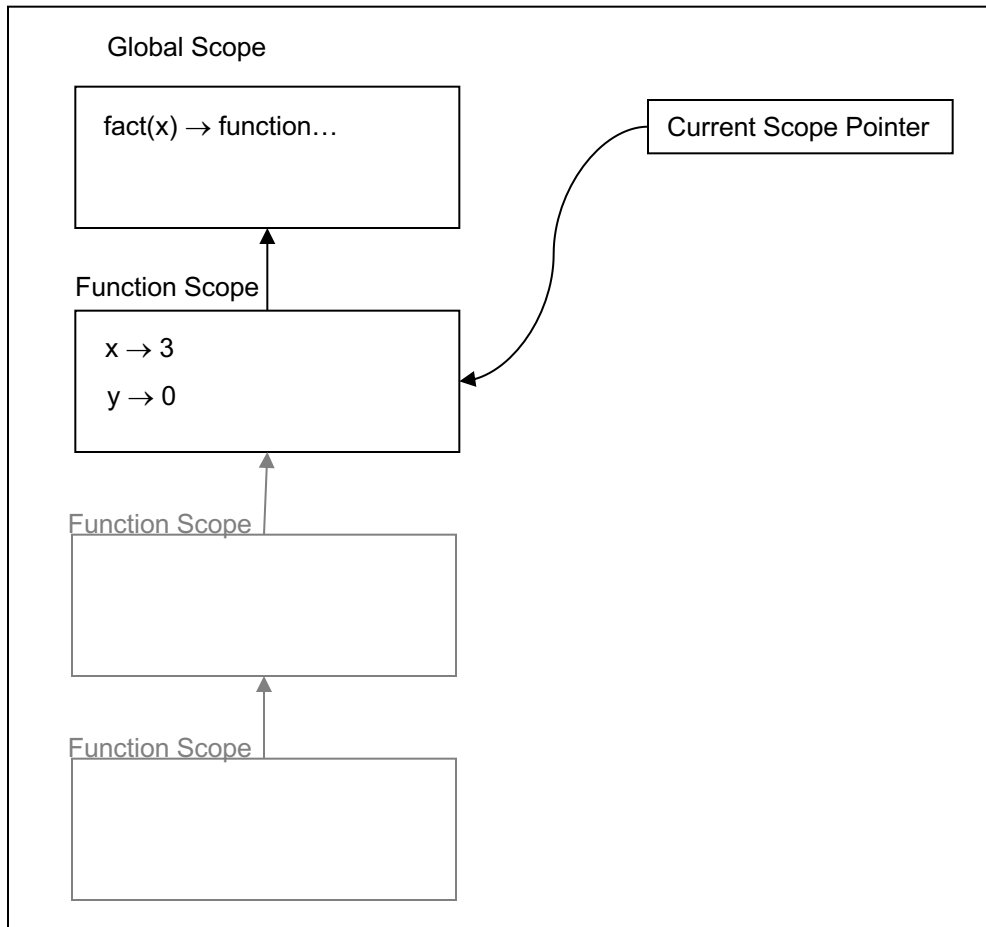 Global Scope
fact(x) → function…
Current Scope Pointer
Function Scope
x → 3
y → 0
Function Scope
Function Scope